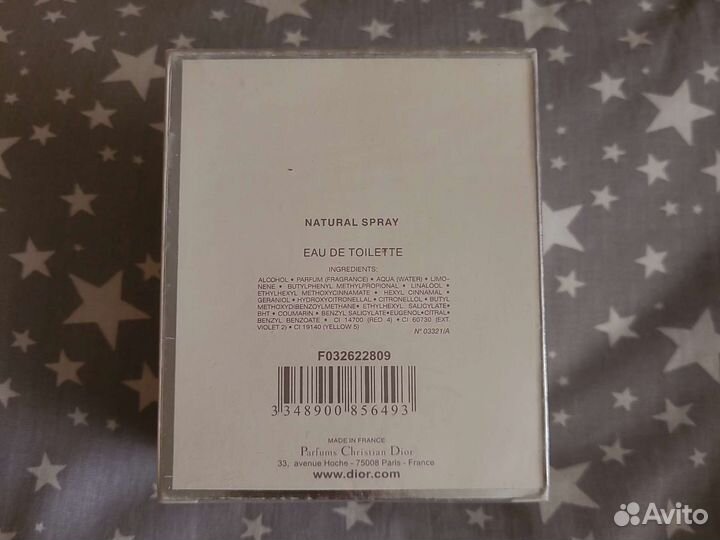 NATURAL SPRAY
EAU DE TOILETTE
INGREDIENTS:
ALCOHOL • PARFUM (FRAGRANCE) • AQUA (WATER) • LIMO-
NENE • BUTYLPHENYL METHYLPROPIONAL • LINALOOL •
ETHYLHEXYL METHOXYCINNAMATE • HEXYL CINNAMAL •
GERANIOL • HYDROXYCITRONELLAL • CITRONELLOL • BUTYL
METHOXYDIBENZOYLMETHANE • ETHYLHEXYL SALICYLATE •
BHT • COUMARIN • BENZYL SALICYLATE • EUGENOL • CITRAL •
BENZYL BENZOATE • CI 14700 (RED 4) • CI 60730 (EXT.
VIOLET 2) • CI 19140 (YELLOW 5)
N° 03321/A
F032622809
3 348900 856493
MADE IN FRANCE
Parfums Christian Dior
33, avenue Hoche - 75008 Paris - France
www.dior.com
Avito